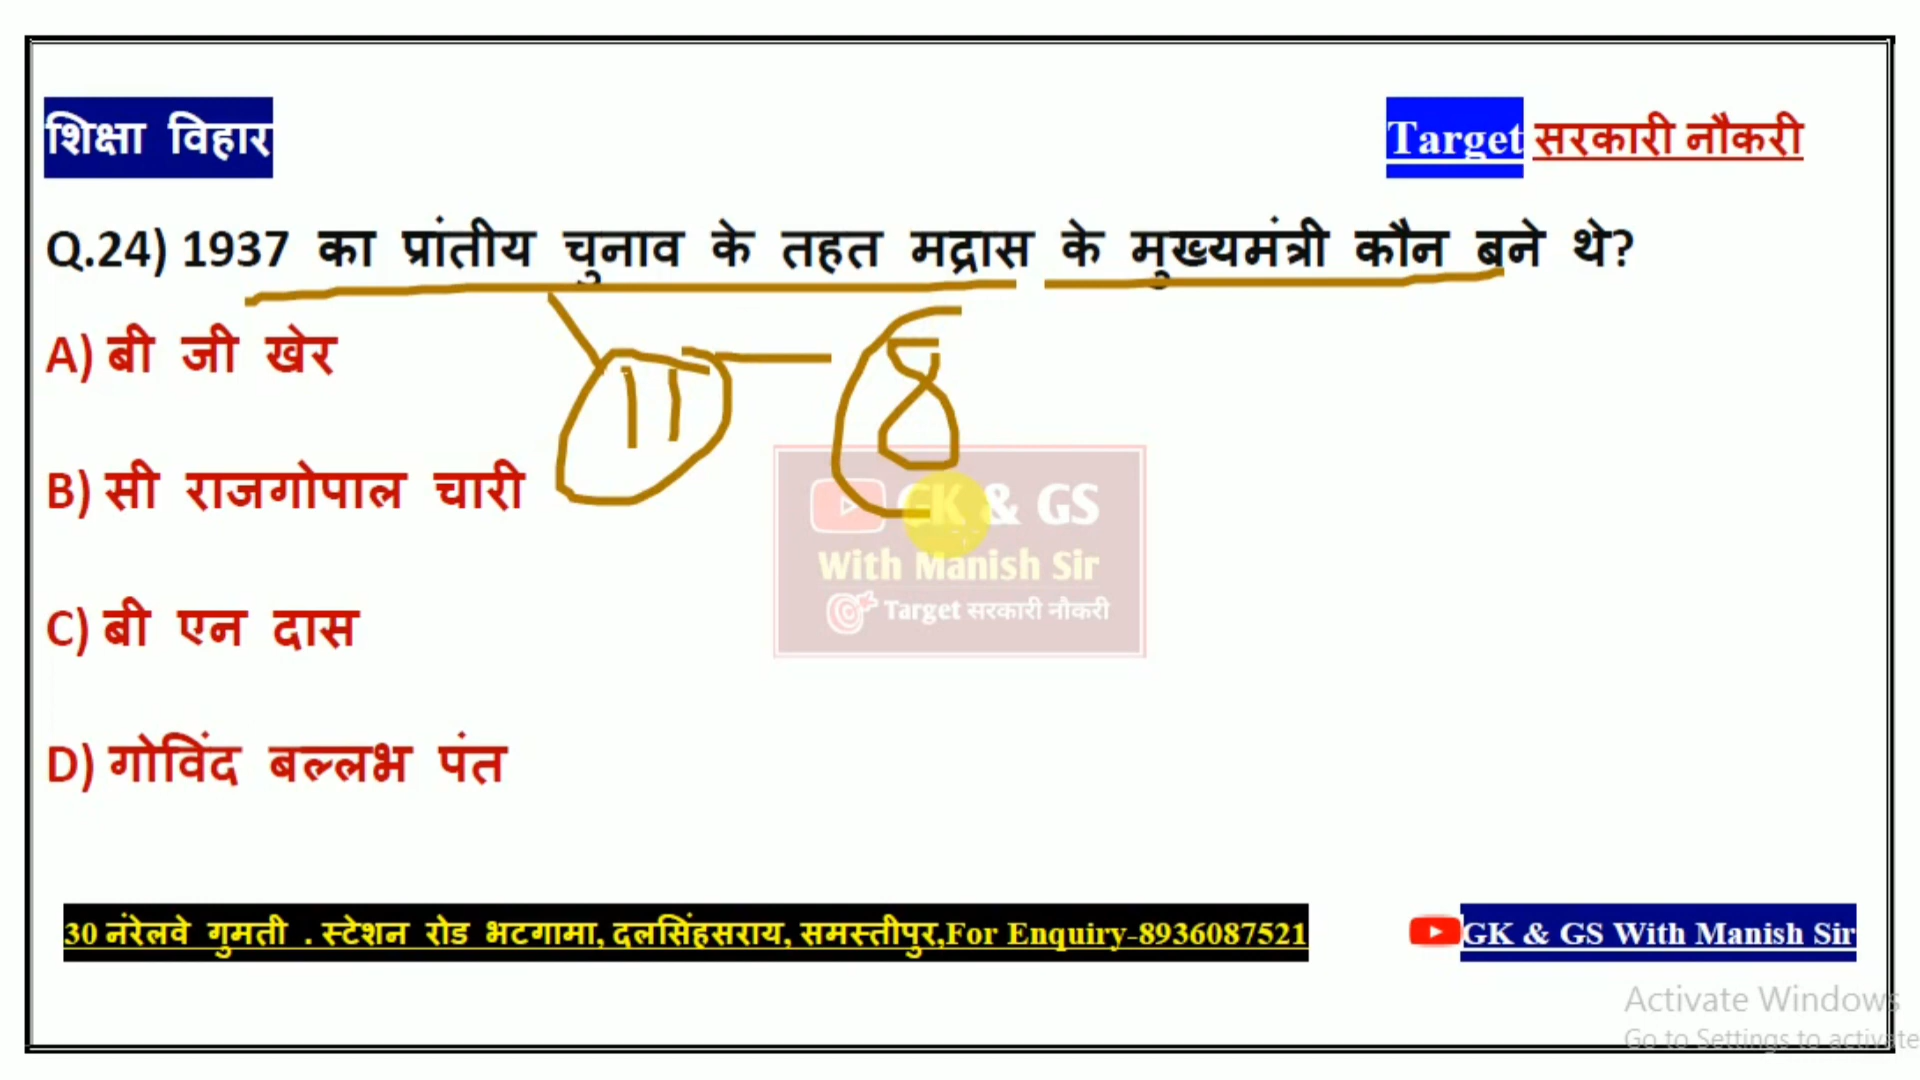 शिक्षा विहार
Target सरकारी नौकरी
Q.24) 1937 का प्रांतीय चुनाव के तहत मद्रास के मुख्यमंत्री कौन बने थे?
A) बी जी खेर
11 8
B) सी राजगोपाल चारी
GK & GS
With Manish Sir
Target सरकारी नौकरी
C) बी एन दास
D) गोविंद बल्लभ पंत
30 नंरेलवे गुमती . स्टेशन रोड भटगामा, दलसिंहसराय, समस्तीपुर,For Enquiry-8936087521
GK & GS With Manish Sir
Activate Windows
Go to Settings to activate